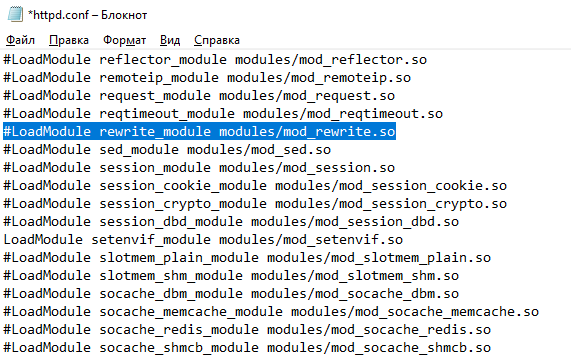 *httpd.conf – Блокнот
Файл Правка Формат Вид Справка
#LoadModule reflector_module modules/mod_reflector.so
#LoadModule remoteip_module modules/mod_remoteip.so
#LoadModule request_module modules/mod_request.so
#LoadModule reqtimeout_module modules/mod_reqtimeout.so
#LoadModule rewrite_module modules/mod_rewrite.so
#LoadModule sed_module modules/mod_sed.so
#LoadModule session_module modules/mod_session.so
#LoadModule session_cookie_module modules/mod_session_cookie.so
#LoadModule session_crypto_module modules/mod_session_crypto.so
#LoadModule session_dbd_module modules/mod_session_dbd.so
LoadModule setenvif_module modules/mod_setenvif.so
#LoadModule slotmem_plain_module modules/mod_slotmem_plain.so
#LoadModule slotmem_shm_module modules/mod_slotmem_shm.so
#LoadModule socache_dbm_module modules/mod_socache_dbm.so
#LoadModule socache_memcache_module modules/mod_socache_memcache.so
#LoadModule socache_redis_module modules/mod_socache_redis.so
#LoadModule socache_shmcb_module modules/mod_socache_shmcb.so